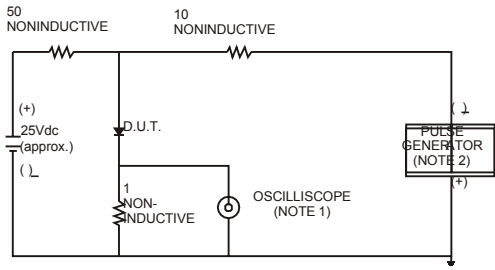 50
NONINDUCTIVE
10
NONINDUCTIVE
(+)
25Vdc
(approx.)
( )
D.U.T.
1
NON-
INDUCTIVE
OSCILLISCOPE
(NOTE 1)
( )
PULSE
GENERATOR
(NOTE 2)
(+)